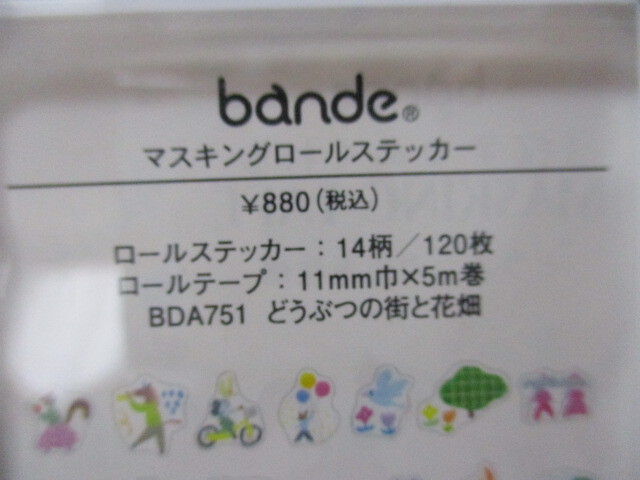 bande®
マスキングロールステッカー
¥880(税込)
ロールステッカー：14柄／120枚
ロールテープ：11mm巾×5m巻
BDA751 どうぶつの街と花畑